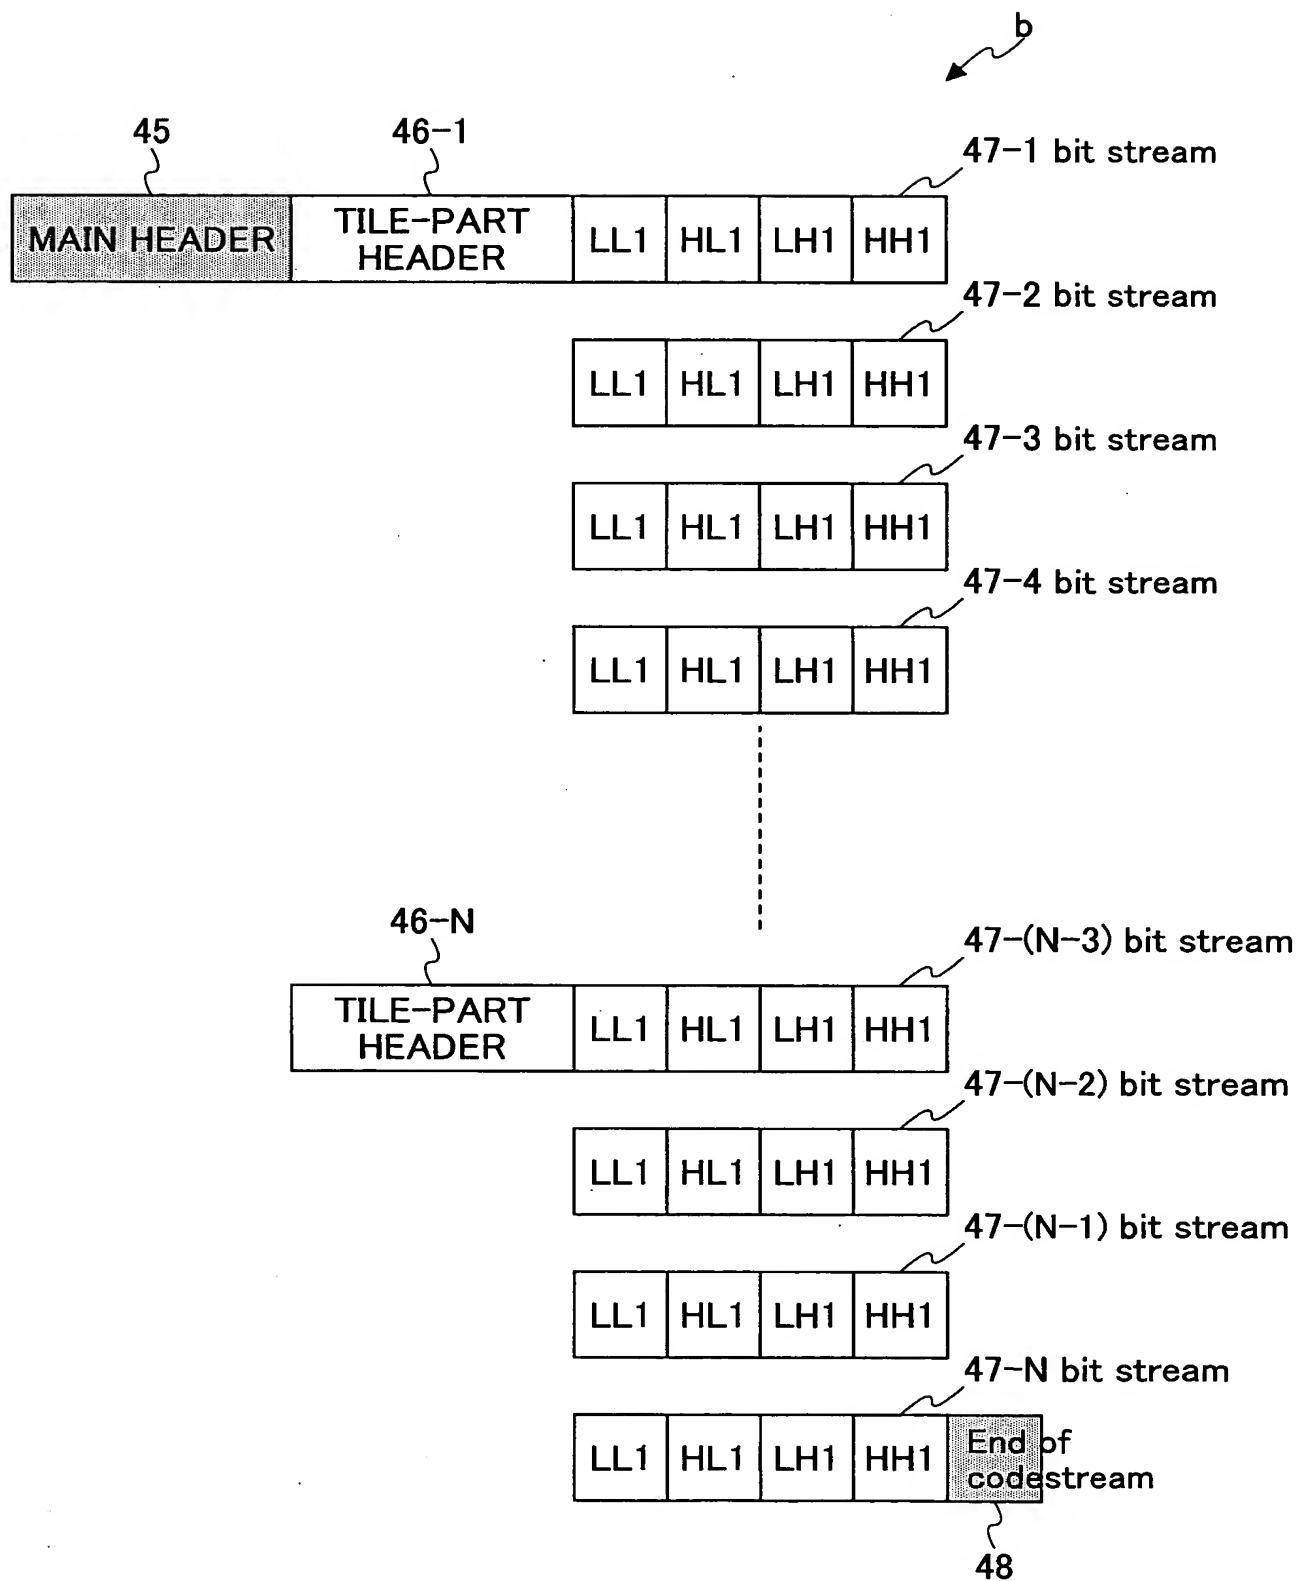 b
45
46-1
47-1 bit stream
MAIN HEADER
TILE-PART
HEADER
LL1 HL1 LH1 HH1
47-2 bit stream
LL1 HL1 LH1 HH1
47-3 bit stream
LL1 HL1 LH1 HH1
47-4 bit stream
LL1 HL1 LH1 HH1
46-N
47-(N-3) bit stream
TILE-PART
HEADER
LL1 HL1 LH1 HH1
47-(N-2) bit stream
LL1 HL1 LH1 HH1
47-(N-1) bit stream
LL1 HL1 LH1 HH1
47-N bit stream
LL1 HL1 LH1 HH1
End of
codestream
48